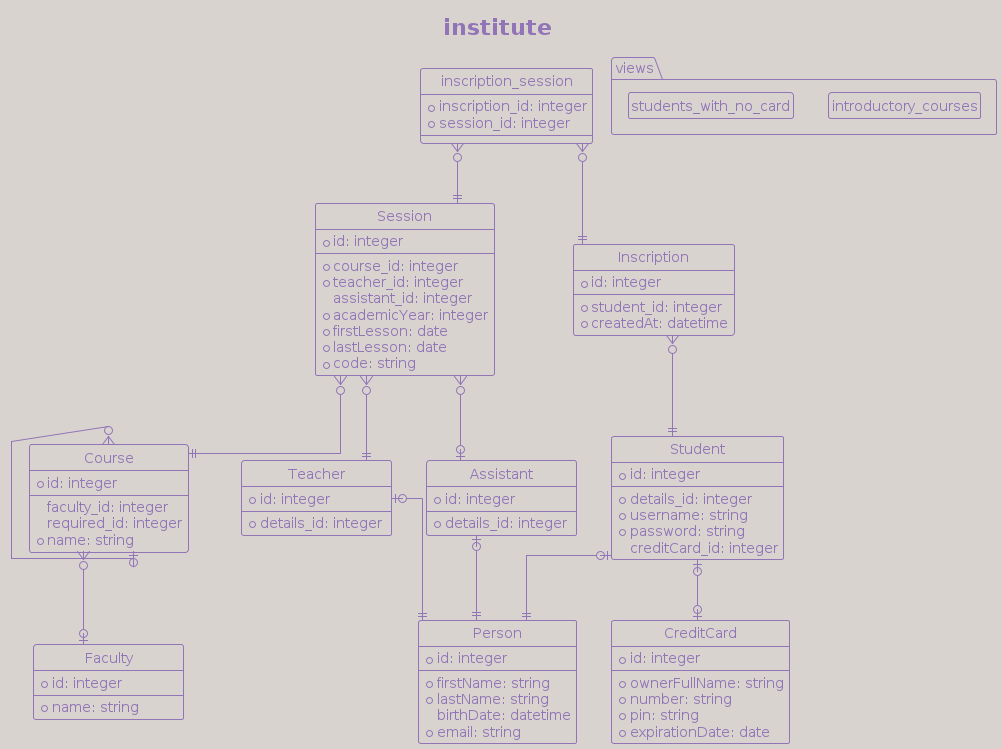 institute
inscription_session
inscription_id: integer
session_id: integer
views
students_with_no_card
introductory_courses
Session
id: integer
course_id: integer
teacher_id: integer
assistant_id: integer
academicYear: integer
firstLesson: date
lastLesson: date
code: string
Inscription
id: integer
student_id: integer
createdAt: datetime
Course
id: integer
faculty_id: integer
required_id: integer
name: string
Teacher
id: integer
details_id: integer
Assistant
id: integer
details_id: integer
Student
id: integer
details_id: integer
username: string
password: string
creditCard_id: integer
Faculty
id: integer
name: string
Person
id: integer
firstName: string
lastName: string
birthDate: datetime
email: string
CreditCard
id: integer
ownerFullName: string
number: string
pin: string
expirationDate: date